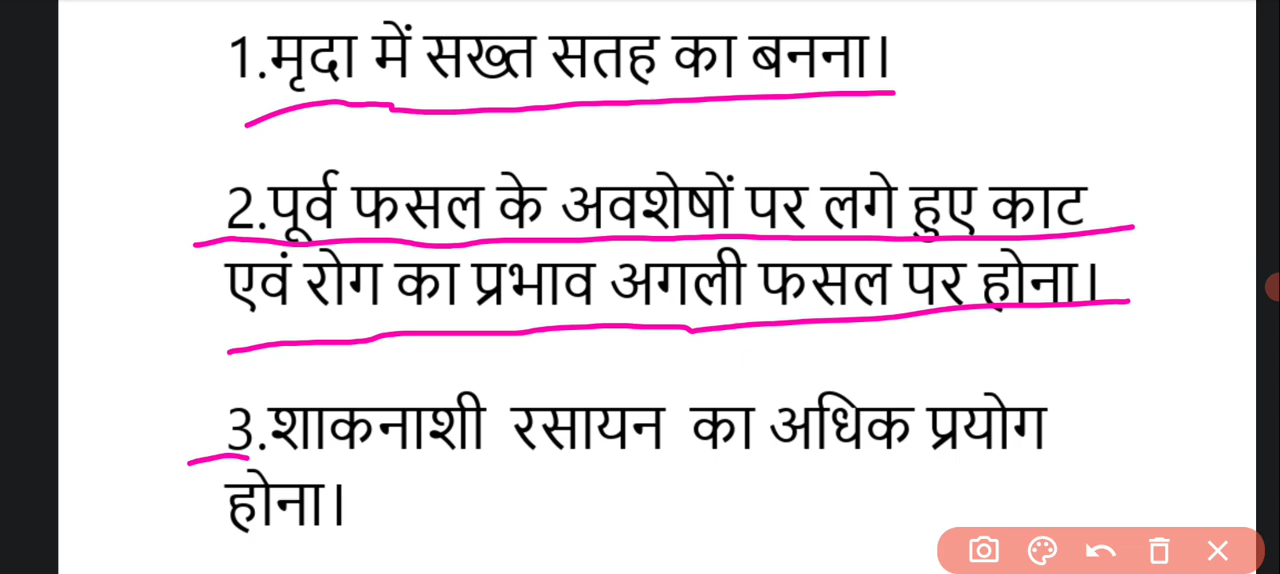 1.मृदा में सख्त सतह का बनना।
2.पूर्व फसल के अवशेषों पर लगे हुए काट
एवं रोग का प्रभाव अगली फसल पर होना।
3.शाकनाशी रसायन का अधिक प्रयोग
होना।